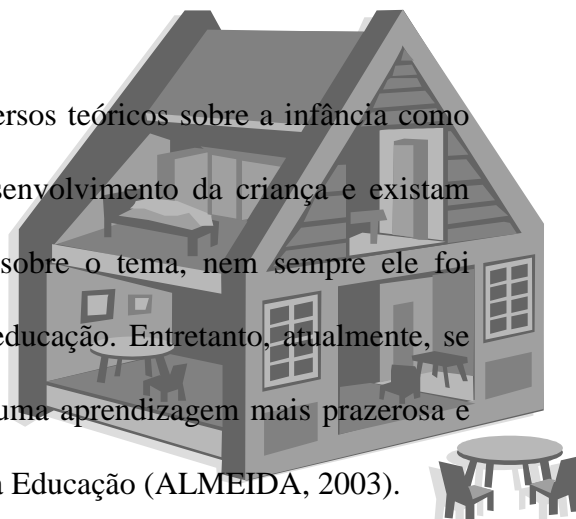 ersos teóricos sobre a infância como
senvolvimento da criança e existam
sobre o tema, nem sempre ele foi
educação. Entretanto, atualmente, se
uma aprendizagem mais prazerosa e
a Educação (ALMEIDA, 2003).